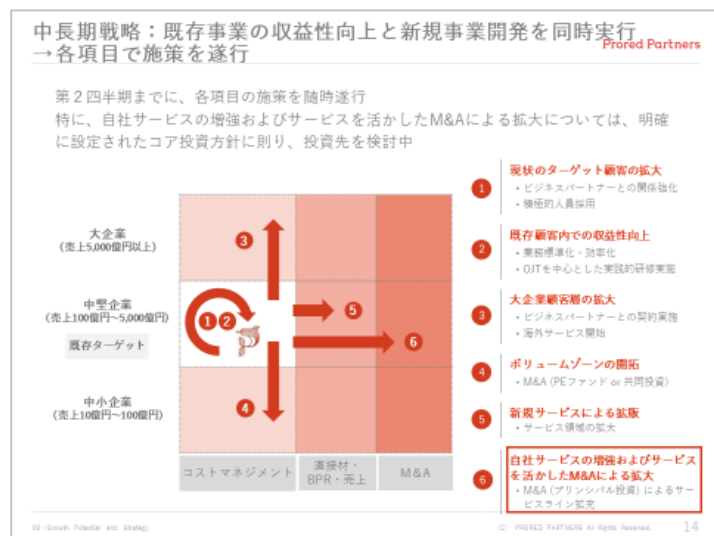 中長期戦略：既存事業の収益性向上と新規事業開発を同時実行
→各項目で施策を遂行
Prored Partners
第２四半期までに、各項目の施策を随時遂行
特に、自社サービスの増強およびサービスを活かしたM&Aによる拡大については、明確
に設定されたコア投資方針に則り、投資先を検討中
大企業
(売上5,000億円以上)
中堅企業
(売上100億円〜5,000億円)
既存ターゲット
中小企業
(売上10億円〜100億円)
3
1 2
5
6
4
コストマネジメント
直接材・
BPR・売上
M&A
1
現状のターゲット顧客の拡大
・ビジネスパートナーとの関係強化
・積極的人員採用
2
既存顧客内での収益性向上
・業務標準化・効率化
・OJTを中心とした実践的研修実施
3
大企業顧客層の拡大
・ビジネスパートナーとの契約実施
・海外サービス開始
4
ボリュームゾーンの開拓
・M&A (PEファンド or 共同投資)
5
新規サービスによる拡販
・サービス領域の拡大
6
自社サービスの増強およびサービス
を活かしたM&Aによる拡大
・M&A (プリンシパル投資) によるサー
ビスライン拡充
03 : Growth Potential and Strategy
(C) PRORED PARTNERS All Rights Reserved.
14